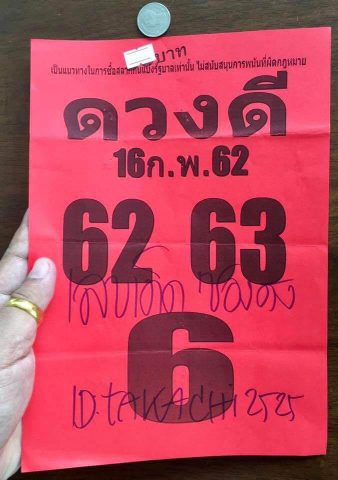 บาท
เป็นแนวทางในการซื้อสลากกินแบ่งรัฐบาลเท่านั้น ไม่สนับสนุนการพนันที่ผิดกฎหมาย
ดวงดี
16ก.พ.62
62 63
6
ID.TAKACHi2525